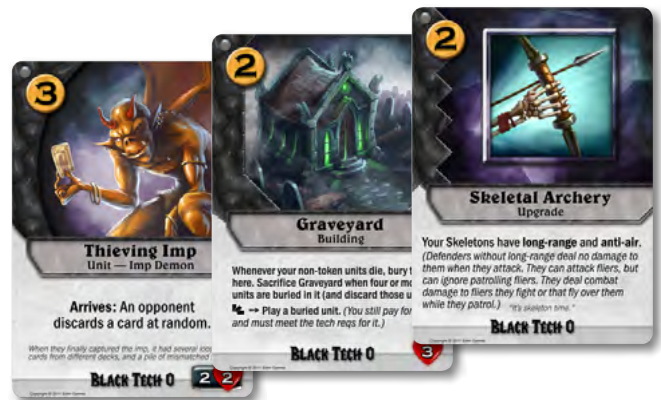 3
Thieving Imp
Unit — Imp Demon
Arrives: An opponent
discards a card at random.
When they finally captured the imp, it had several
cards from different decks, and a pile of mismatched
BLACK TECH 0
2 2
2
Graveyard
Building
Whenever your non-token units die, bury
here. Sacrifice Graveyard when four or
units are buried in it (and discard those
→ Play a buried unit. (You still pay for
and must meet the tech reqs for it.)
BLACK TECH 0
3
2
Skeletal Archery
Upgrade
Your Skeletons have long-range and anti-air.
(Defenders without long-range deal no damage to
them when they attack. They can attack fliers, but
can ignore patrolling fliers. They deal combat
damage to fliers they fight or that fly over them
while they patrol.) "It's skeleton time."
BLACK TECH 0